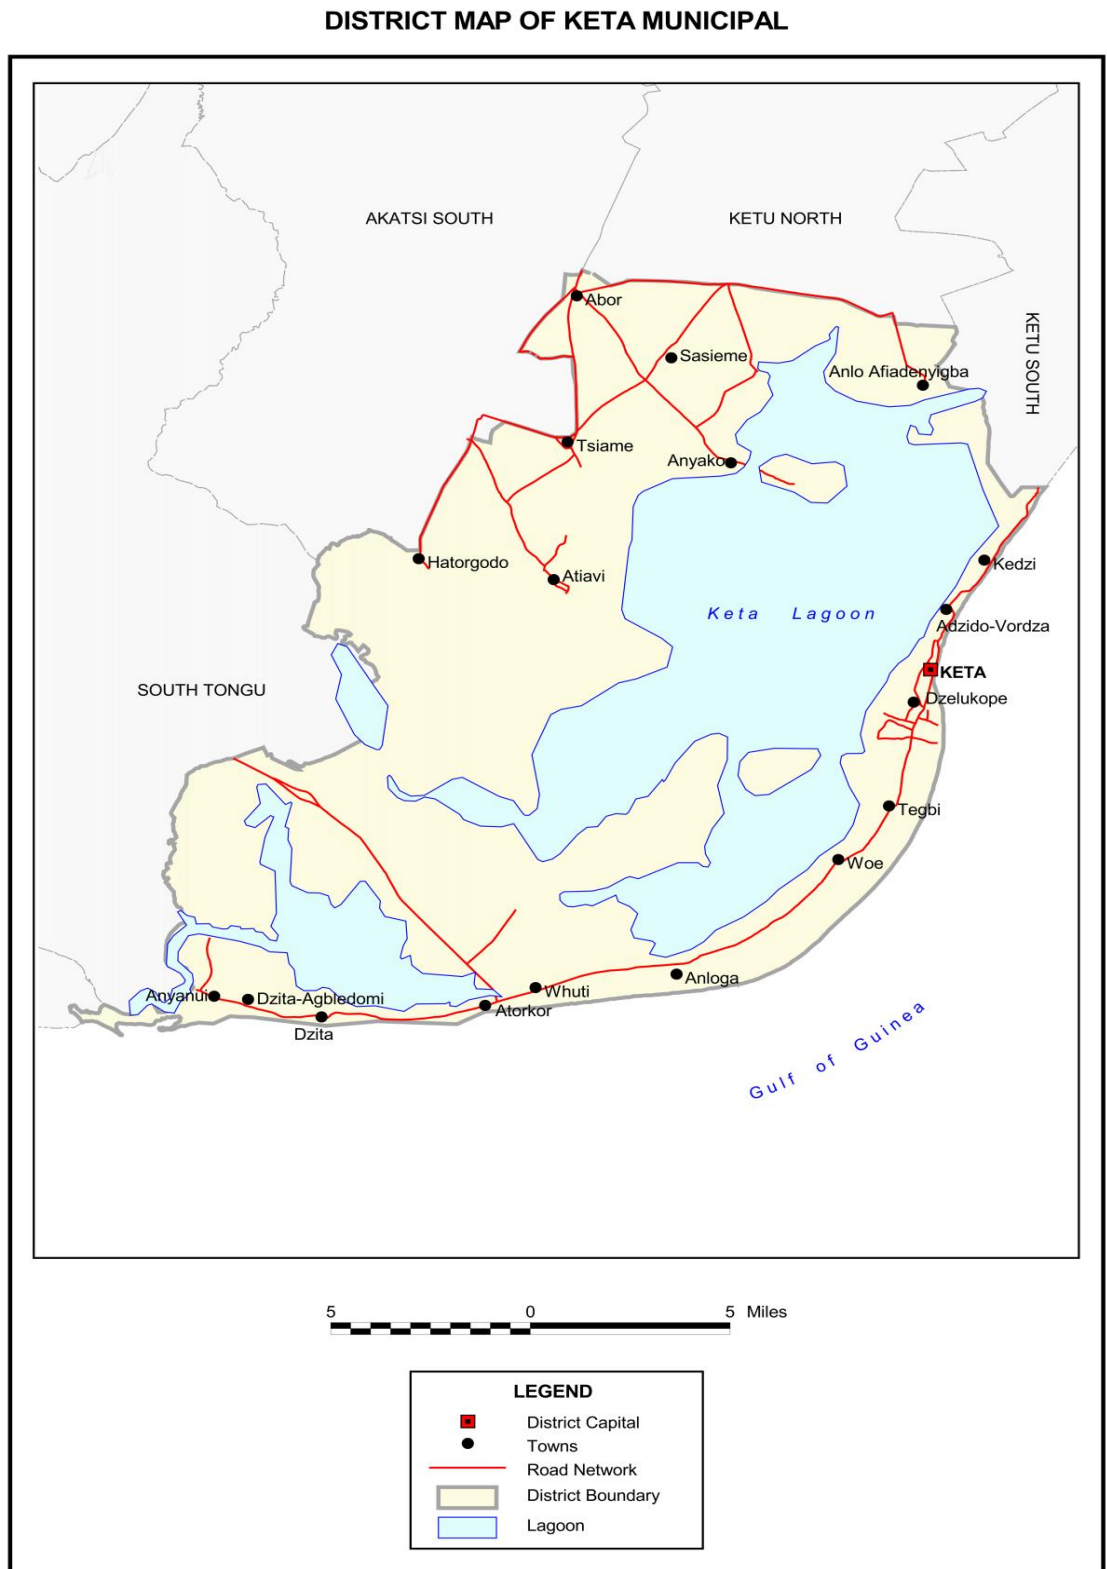 DISTRICT MAP OF KETA MUNICIPAL
AKATSI SOUTH
KETU NORTH
KETU SOUTH
Abor
Sasieme
Anlo Afiadenyigba
Tsiame
Anyako
Hatorgodo
Atiavi
Kedzi
Keta Lagoon
Adzido-Vordza
KETA
SOUTH TONGU
Dzelukope
Tegbi
Woe
Anloga
Whuti
Anyanui
Dzita-Agbledomi
Atorkor
Dzita
Gulf of Guinea
5 0 5 Miles
LEGEND
District Capital
Towns
Road Network
District Boundary
Lagoon